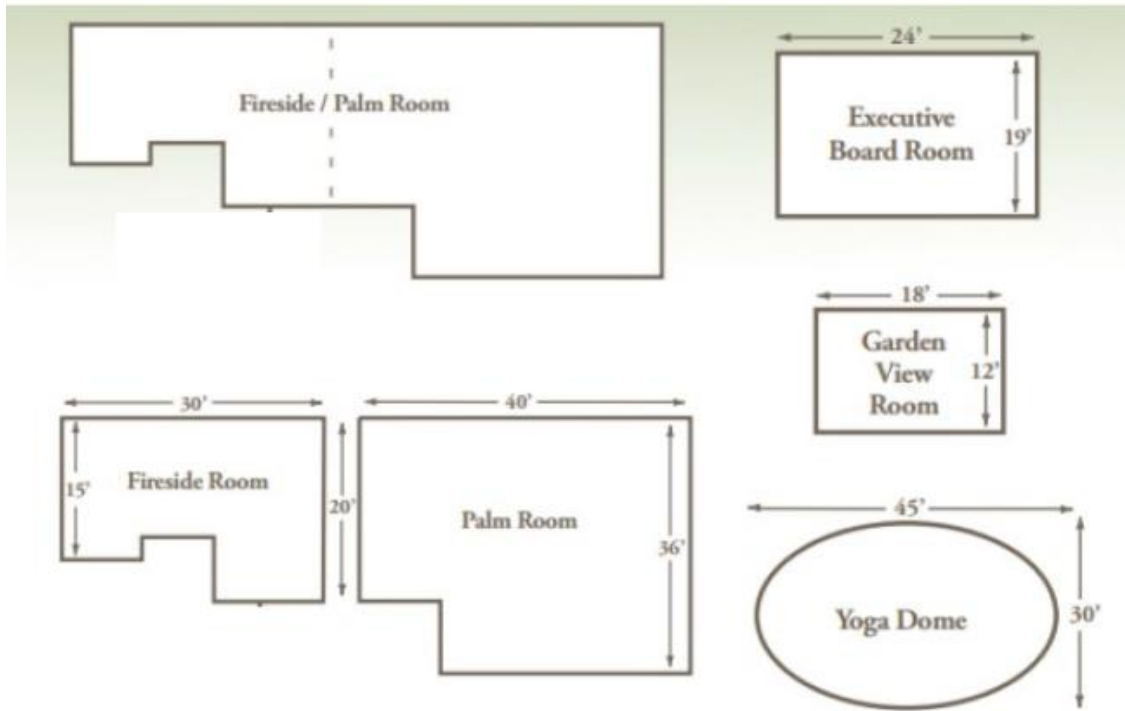 Fireside / Palm Room
24’
Executive
Board Room
19’
18’
Garden
View
Room
12’
30’
15’
Fireside Room
20’
40’
Palm Room
36’
45’
Yoga Dome
30’